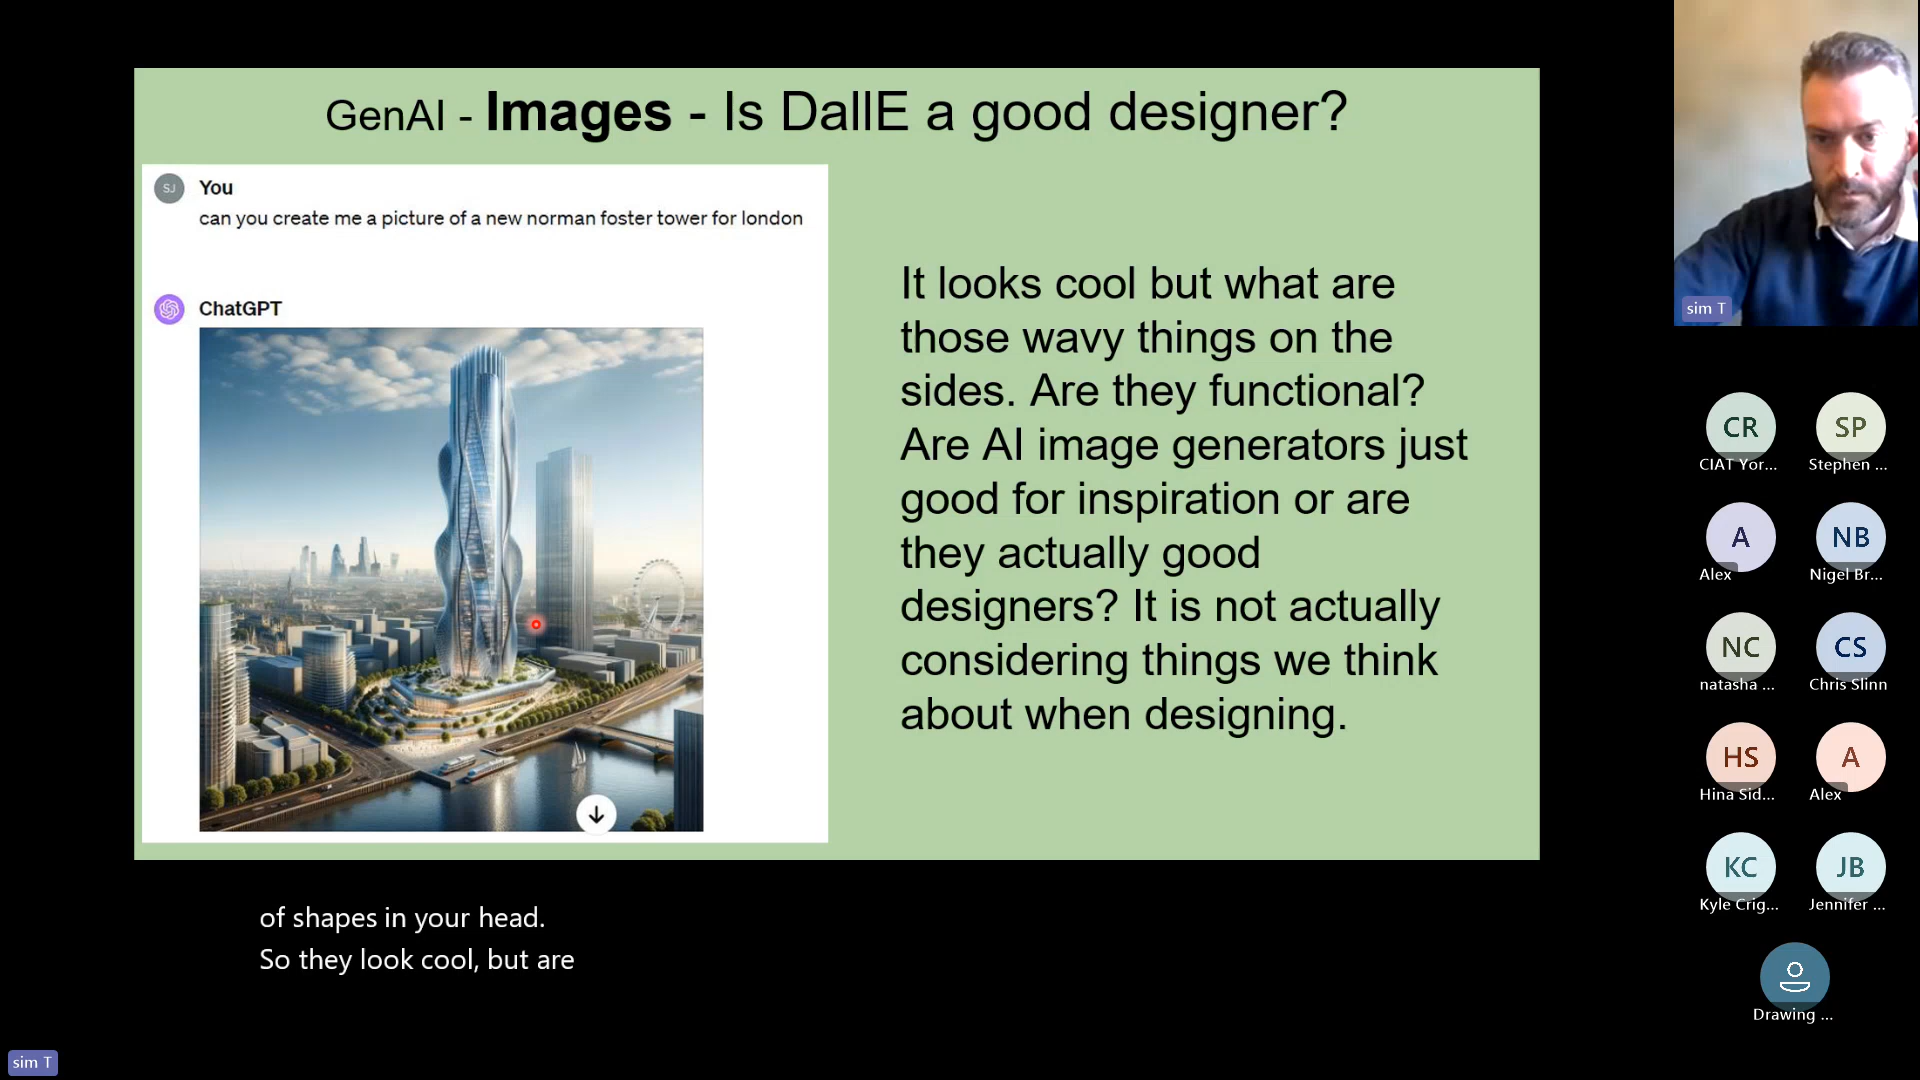 GenAI - Images - Is DallE a good designer?
SJ
You
can you create me a picture of a new norman foster tower for london
ChatGPT
It looks cool but what are
those wavy things on the
sides. Are they functional?
Are AI image generators just
good for inspiration or are
they actually good
designers? It is not actually
considering things we think
about when designing.
of shapes in your head.
So they look cool, but are
sim T
sim T
CR
SP
CIAT Yor...
Stephen ...
A
NB
Alex
Nigel Br...
NC
CS
natasha ...
Chris Slinn
HS
A
Hina Sid...
Alex
KC
JB
Kyle Crig...
Jennifer ...
Drawing ...